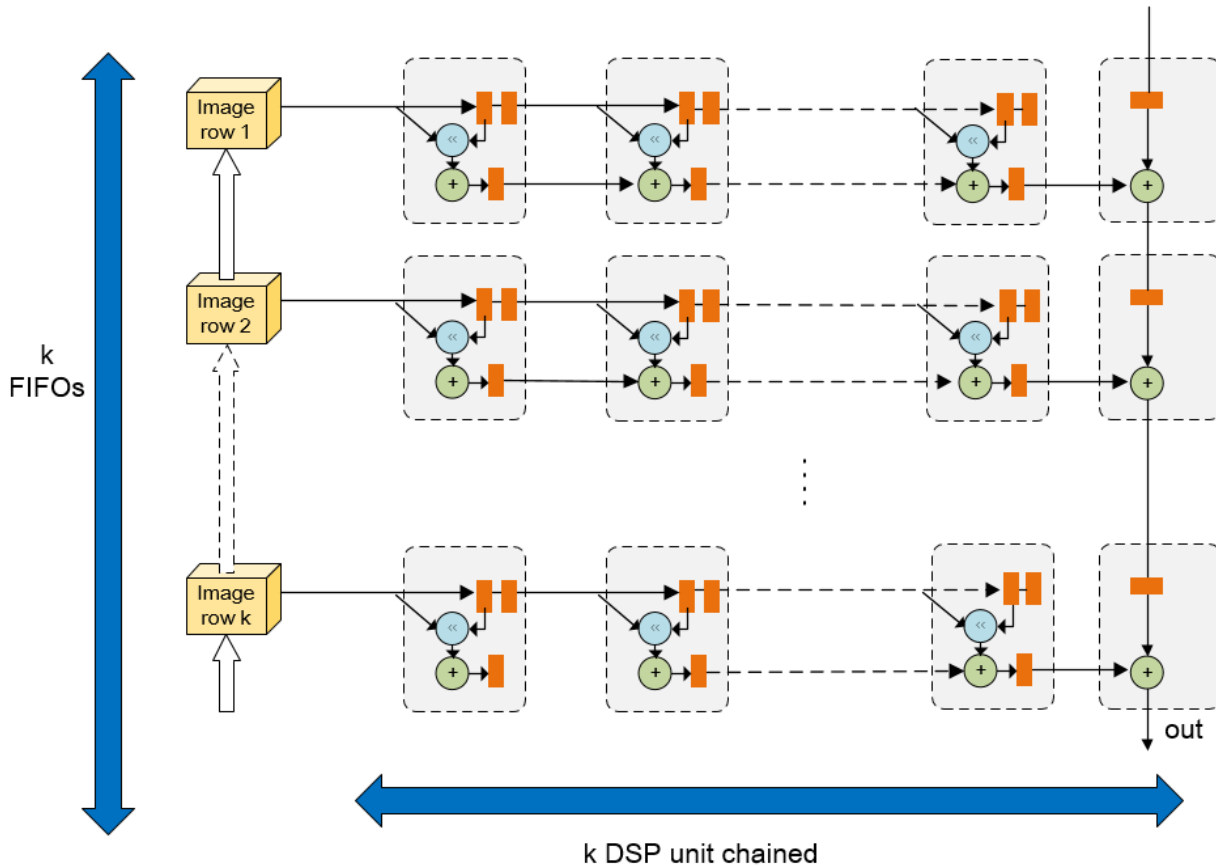 Image
row 1
«
«
«
+
+
+
+
Image
row 2
«
«
«
+
+
+
+
k
FIFOs
Image
row k
«
«
«
+
+
+
+
out
k DSP unit chained